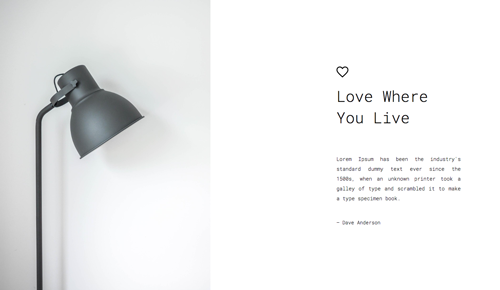 Love Where
You Live
Lorem Ipsum has been the industry's
standard dummy text ever since the
1500s, when an unknown printer took a
galley of type and scrambled it to make
a type specimen book.
— Dave Anderson